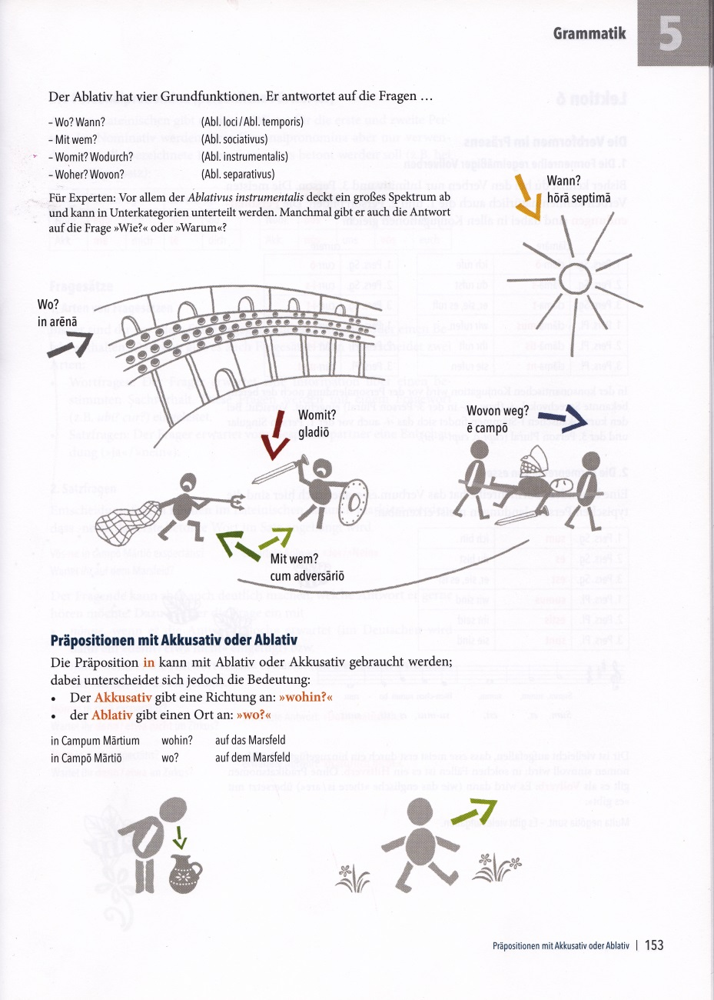 Grammatik
5
Der Ablativ hat vier Grundfunktionen. Er antwortet auf die Fragen …
– Wo? Wann? (Abl. loci / Abl. temporis)
– Mit wem? (Abl. sociativus)
– Womit? Wodurch? (Abl. instrumentalis)
– Woher? Wovon? (Abl. separativus)
Für Experten: Vor allem der Ablativus instrumentalis deckt ein großes Spektrum ab
und kann in Unterkategorien unterteilt werden. Manchmal gibt er auch die Antwort
auf die Frage »Wie?« oder »Warum«?
Wann?
hōrā septimā
Wo?
in arēnā
Womit?
gladiō
Wovon weg?
ē campō
Mit wem?
cum adversāriō
Präpositionen mit Akkusativ oder Ablativ
Die Präposition in kann mit Ablativ oder Akkusativ gebraucht werden;
dabei unterscheidet sich jedoch die Bedeutung:
• Der Akkusativ gibt eine Richtung an: »wohin?«
• der Ablativ gibt einen Ort an: »wo?«
in Campum Mārtium wohin? auf das Marsfeld
in Campō Mārtiō wo? auf dem Marsfeld
Präpositionen mit Akkusativ oder Ablativ | 153